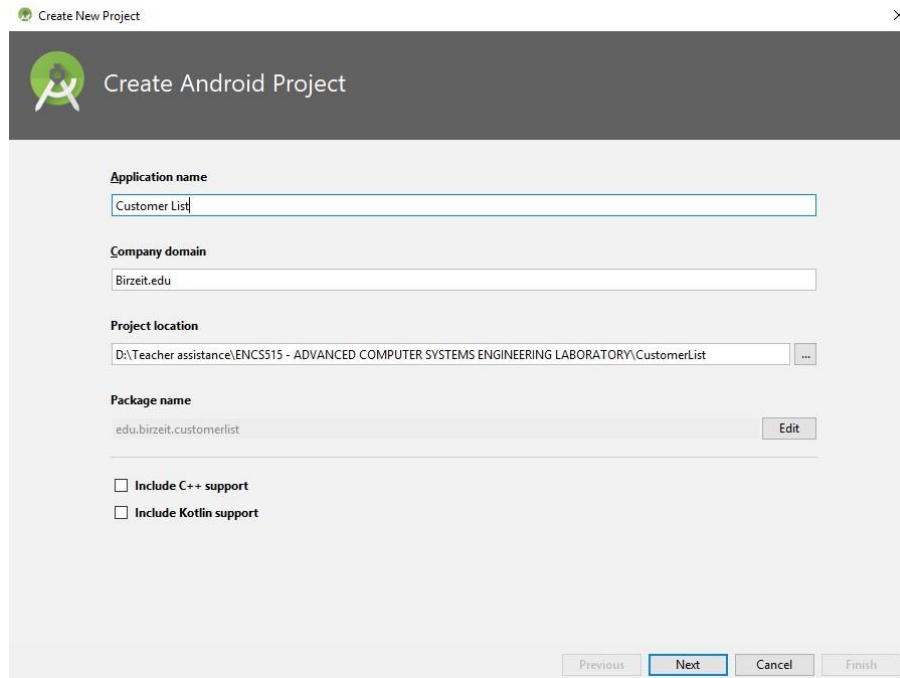 Create New Project
Create Android Project
Application name
Customer List
Company domain
Birzeit.edu
Project location
D:\Teacher assistance\ENCS515 - ADVANCED COMPUTER SYSTEMS ENGINEERING LABORATORY\CustomerList
...
Package name
edu.birzeit.customerlist
Edit
Include C++ support
Include Kotlin support
Previous Next Cancel Finish